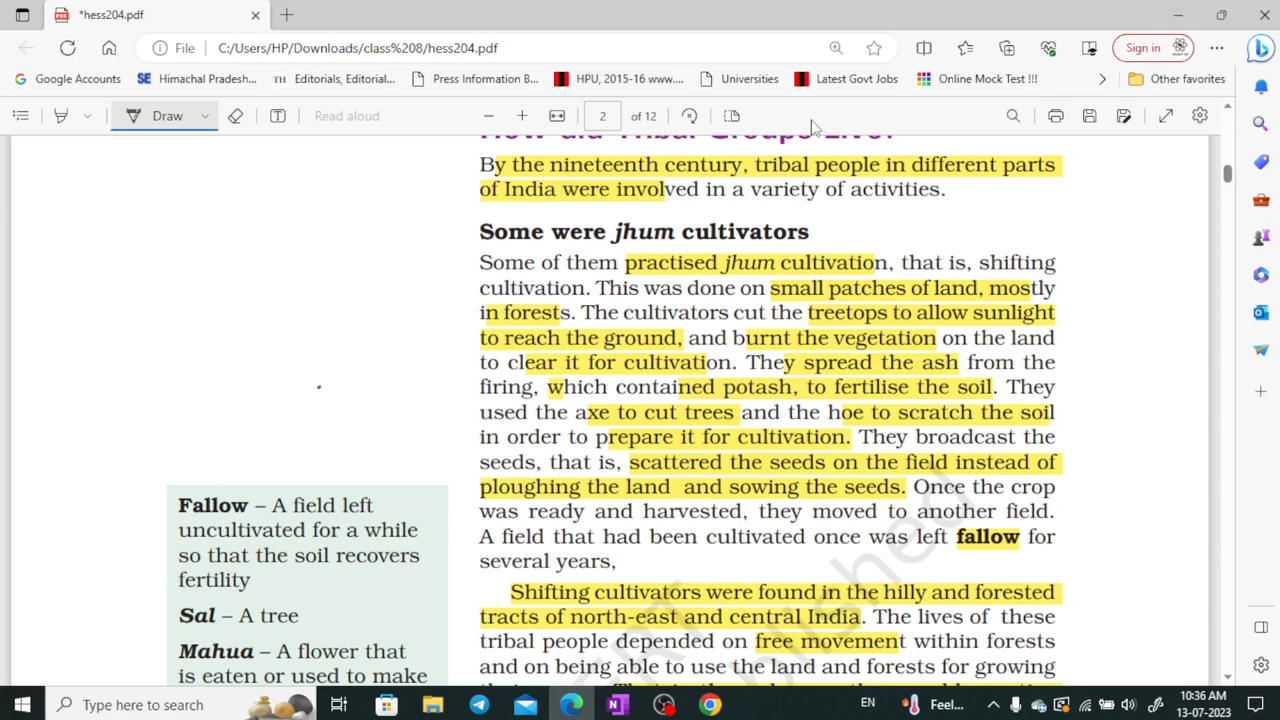 *hess204.pdf
File C:/Users/HP/Downloads/class%208/hess204.pdf Sign in
Google Accounts SE Himachal Pradesh... TH Editorials, Editorial... Press Information B... HPU, 2015-16 www.... Universities Latest Govt Jobs Online Mock Test !!! Other favorites
Draw Read aloud 2 of 12
How did Tribal Groups Live?
By the nineteenth century, tribal people in different parts
of India were involved in a variety of activities.
Some were jhum cultivators
Some of them practised jhum cultivation, that is, shifting
cultivation. This was done on small patches of land, mostly
in forests. The cultivators cut the treetops to allow sunlight
to reach the ground, and burnt the vegetation on the land
to clear it for cultivation. They spread the ash from the
firing, which contained potash, to fertilise the soil. They
used the axe to cut trees and the hoe to scratch the soil
in order to prepare it for cultivation. They broadcast the
seeds, that is, scattered the seeds on the field instead of
ploughing the land and sowing the seeds. Once the crop
was ready and harvested, they moved to another field.
A field that had been cultivated once was left fallow for
several years,
Shifting cultivators were found in the hilly and forested
tracts of north-east and central India. The lives of these
tribal people depended on free movement within forests
and on being able to use the land and forests for growing
Fallow – A field left
uncultivated for a while
so that the soil recovers
fertility
Sal – A tree
Mahua – A flower that
is eaten or used to make
Type here to search Feel... EN 10:36 AM
13-07-2023